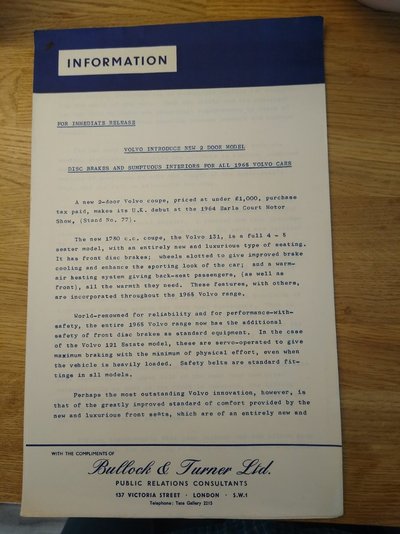 INFORMATION
FOR IMMEDIATE RELEASE
VOLVO INTRODUCE NEW 2 DOOR MODEL
DISC BRAKES AND SUMPTUOUS INTERIORS FOR ALL 1965 VOLVO CARS
A new 2-door Volvo coupe, priced at under £1,000, purchase
tax paid, makes its U.K. debut at the 1964 Earls Court Motor
Show, (Stand No. 77).
The new 1780 c.c. coupe, the Volvo 131, is a full 4 - 5
seater model, with an entirely new and luxurious type of seating.
It has front disc brakes; wheels slotted to give improved brake
cooling and enhance the sporting look of the car; and a warm-
air heating system giving back-seat passengers, (as well as
front), all the warmth they need. These features, with others,
are incorporated throughout the 1965 Volvo range.
World-renowned for reliability and for performance-with-
safety, the entire 1965 Volvo range now has the additional
safety of front disc brakes as standard equipment. In the case
of the Volvo 121 Estate model, these are servo-operated to give
maximum braking with the minimum of physical effort, even when
the vehicle is heavily loaded. Safety belts are standard fit-
tings in all models.
Perhaps the most outstanding Volvo innovation, however, is
that of the greatly improved standard of comfort provided by the
new and luxurious front seats, which are of an entirely new and
WITH THE COMPLIMENTS OF
Bullock & Turner Ltd.
PUBLIC RELATIONS CONSULTANTS
137 VICTORIA STREET · LONDON · S.W.1
Telephone: Tate Gallery 2215